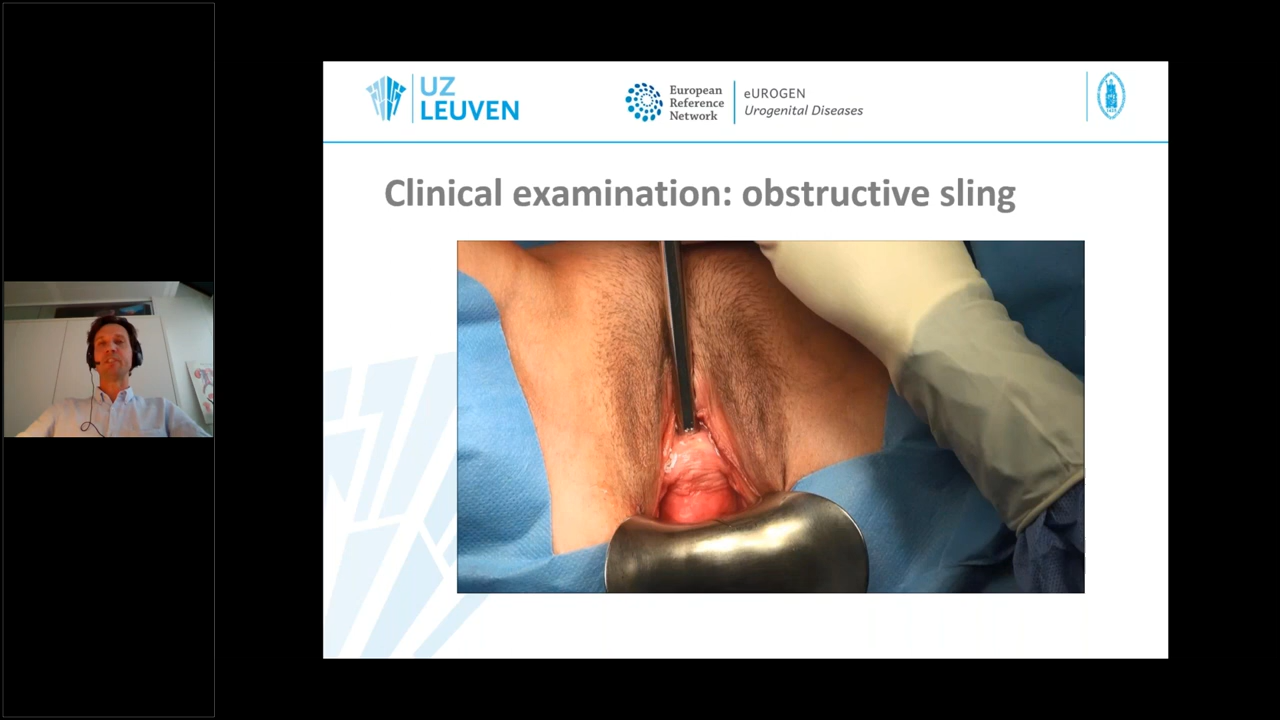 UZ
LEUVEN
European
Reference
Network
eUROGEN
Urogenital Diseases
Clinical examination: obstructive sling